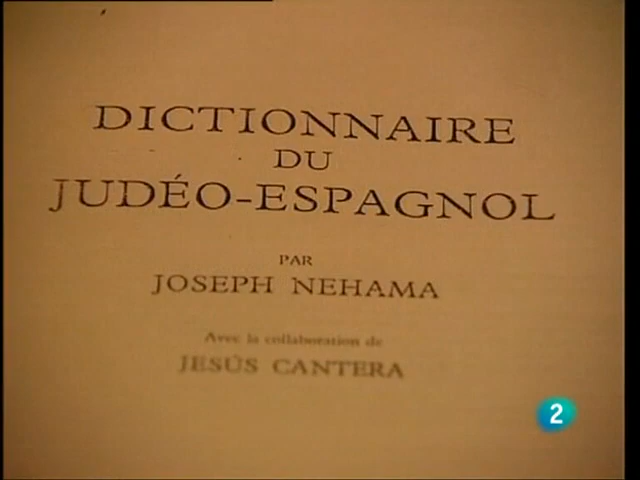 DICTIONNAIRE
DU
JUDÉO-ESPAGNOL
PAR
JOSEPH NEHAMA
Avec la collaboration de
JESÚS CANTERA
2